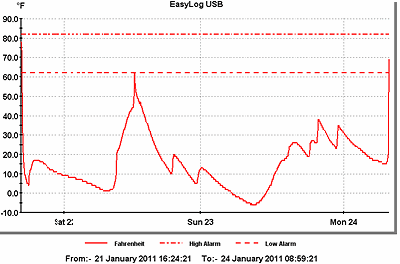 EasyLog USB
°F
90.0
80.0
70.0
60.0
50.0
40.0
30.0
20.0
10.0
0.0
-10.0
Sat 22 Sun 23 Mon 24
Fahrenheit High Alarm Low Alarm
From:- 21 January 2011 16:24:21 To:- 24 January 2011 08:59:21